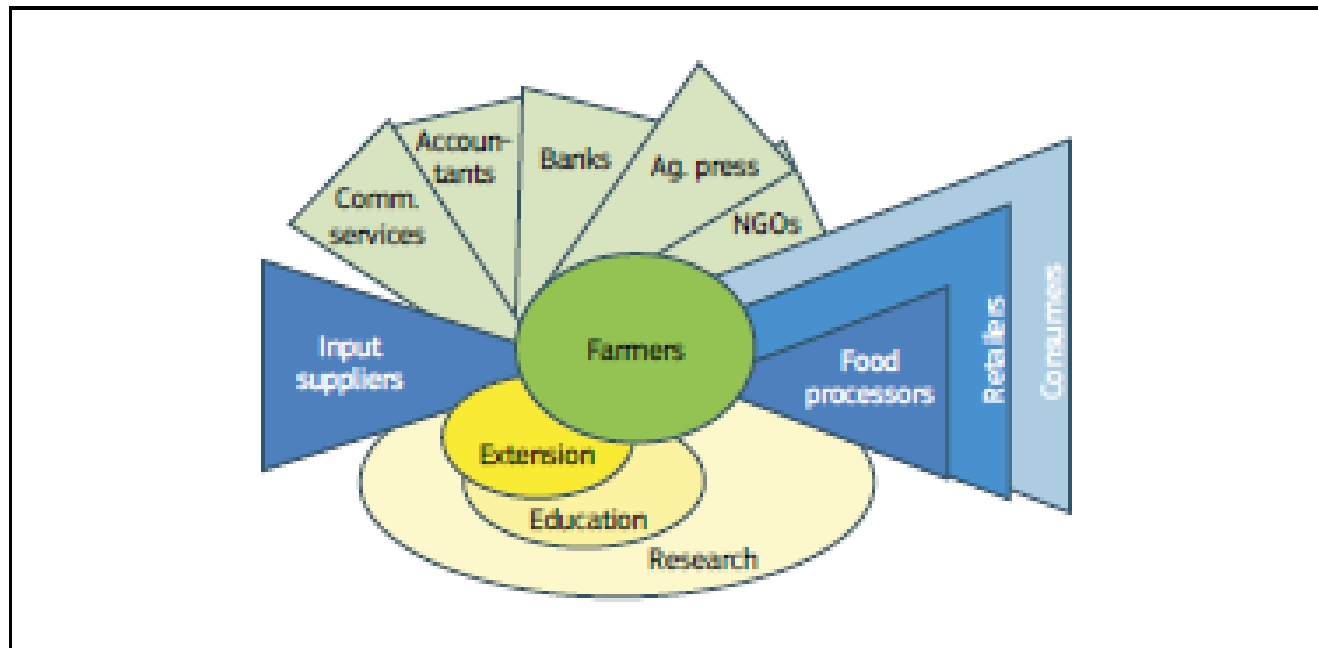 Accoun-
tants
Banks
Ag. press
Comm.
services
NGOs
Input
suppliers
Farmers
Food
processors
Retailers
Consumers
Extension
Education
Research